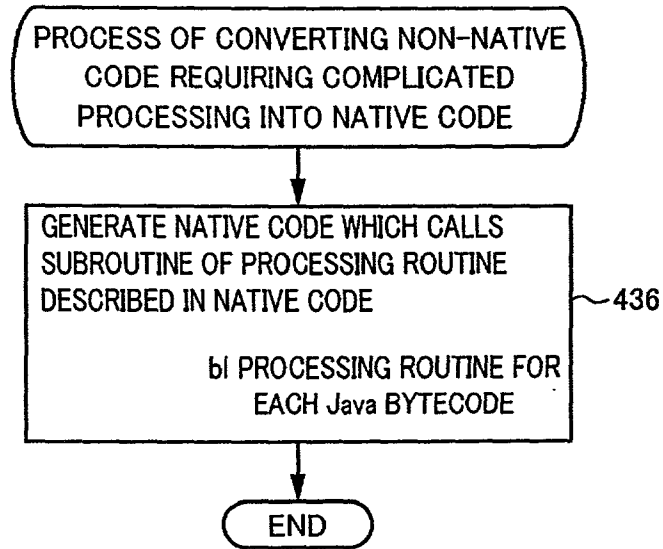 PROCESS OF CONVERTING NON-NATIVE
CODE REQUIRING COMPLICATED
PROCESSING INTO NATIVE CODE
GENERATE NATIVE CODE WHICH CALLS
SUBROUTINE OF PROCESSING ROUTINE
DESCRIBED IN NATIVE CODE
436
bl PROCESSING ROUTINE FOR
EACH Java BYTECODE
END